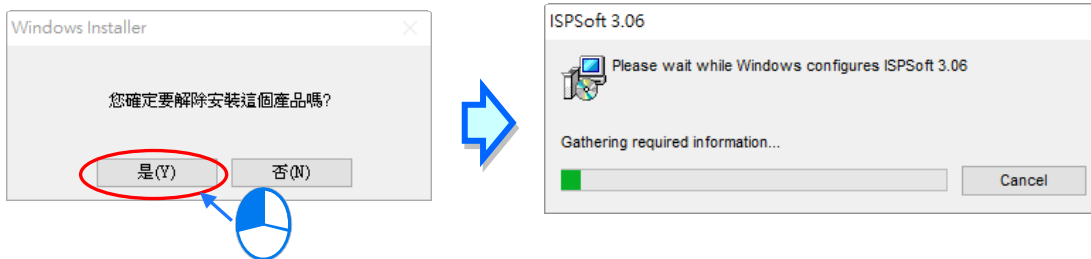 Windows Installer
您確定要解除安裝這個產品嗎?
是(Y)
否(N)
ISPSoft 3.06
Please wait while Windows configures ISPSoft 3.06
Gathering required information...
Cancel